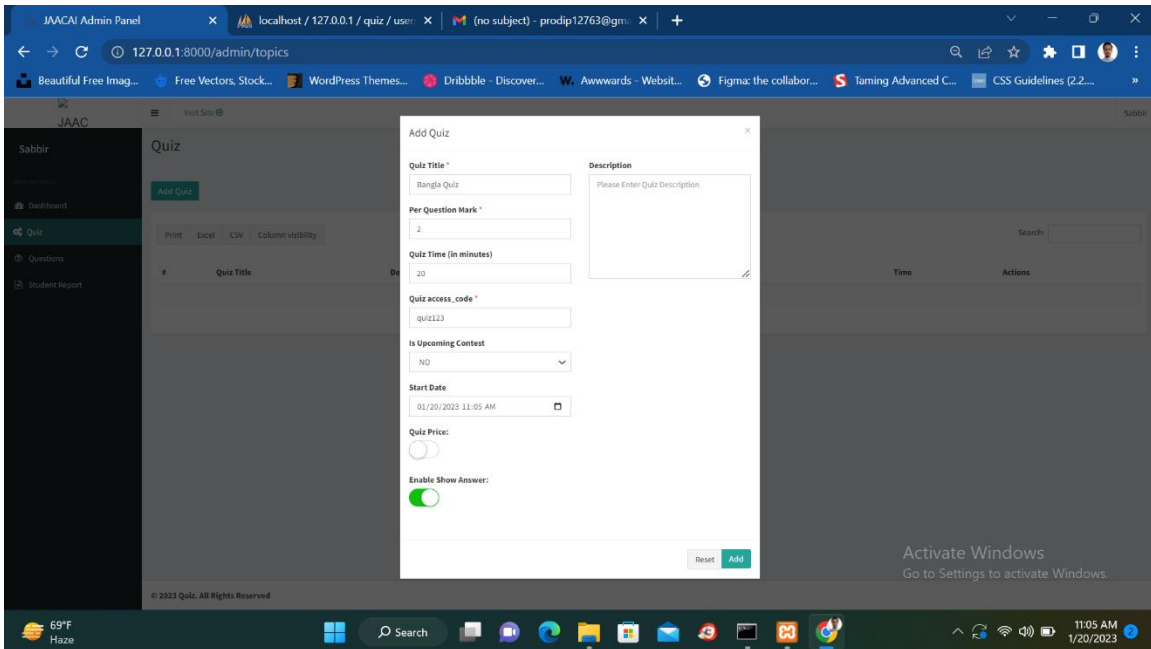 JAACAI Admin Panel
localhost / 127.0.0.1 / quiz / user
(no subject) - prodip12763@gma
127.0.0.1:8000/admin/topics
Beautiful Free Imag...
Free Vectors, Stock...
WordPress Themes...
Dribbble - Discover...
W. Awwwards - Websit...
Figma: the collabor...
Taming Advanced C...
CSS Guidelines (2.2....
JAAC
Visit Site
Sabbir
Sabbir
Quiz
Add Quiz
Dashboard
Quiz
Questions
Student Report
Print Excel CSV Column visibility
Search:
# Quiz Title De Time Actions
Add Quiz
Quiz Title *
Bangla Quiz
Per Question Mark *
2
Quiz Time (in minutes)
20
Quiz access_code *
quiz123
Is Upcoming Contest
NO
Start Date
01/20/2023 11:05 AM
Quiz Price:
Enable Show Answer:
Description
Please Enter Quiz Description
Reset Add
Activate Windows
Go to Settings to activate Windows.
© 2023 Quiz. All Rights Reserved
69°F
Haze
Search
11:05 AM
1/20/2023
2